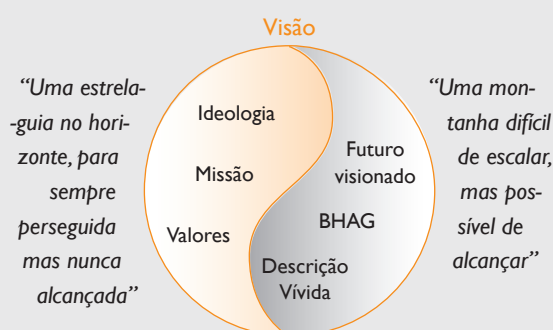 Visão
“Uma estrela-
-guia no hori-
zonte, para
sempre
perseguida
mas nunca
alcançada”
Ideologia
Missão
Valores
Futuro
visionado
BHAG
Descrição
Vívida
“Uma mon-
tanha difícil
de escalar,
mas pos-
sível de
alcançar”